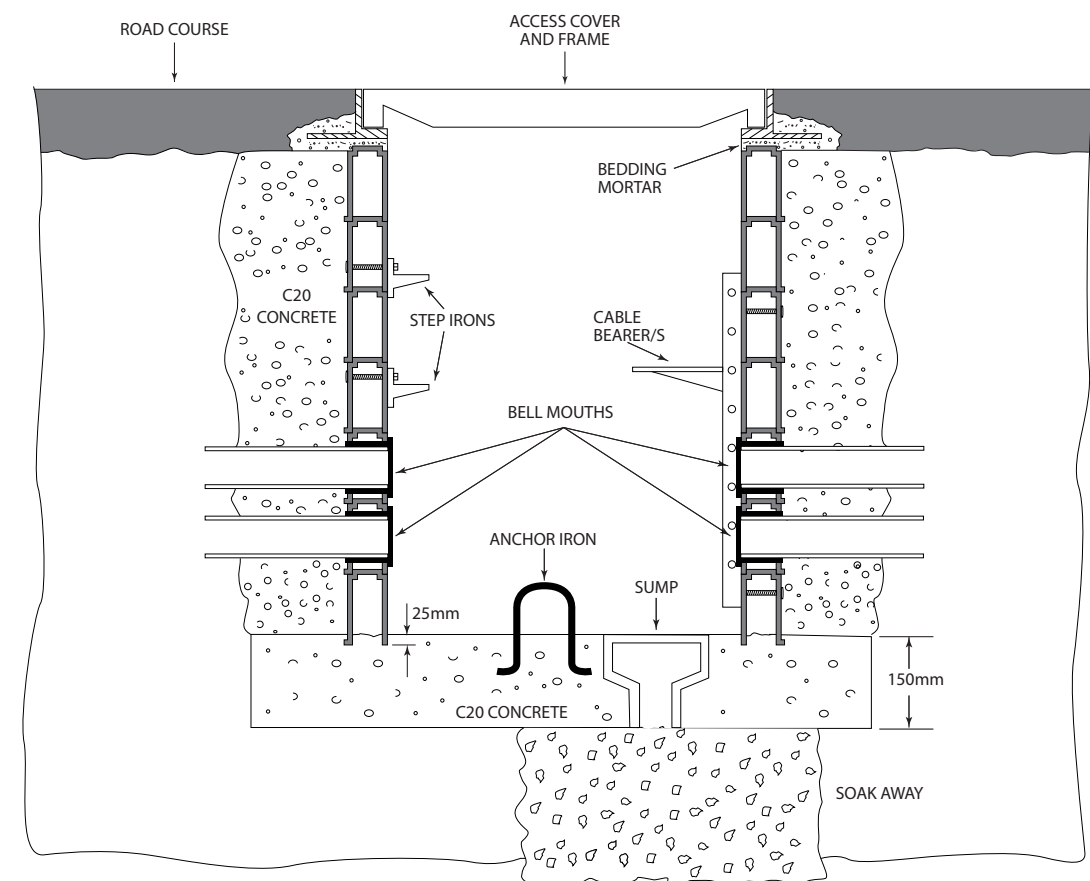 ROAD COURSE
ACCESS COVER
AND FRAME
BEDDING
MORTAR
C20
CONCRETE
STEP IRONS
CABLE
BEARER/S
BELL MOUTHS
ANCHOR IRON
SUMP
25mm
150mm
C20 CONCRETE
SOAK AWAY